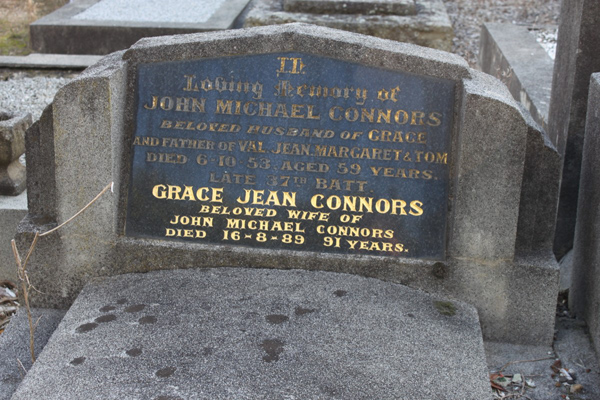 In
Loving Memory of
JOHN MICHAEL CONNORS
BELOVED HUSBAND OF GRACE
AND FATHER OF VAL, JEAN, MARGARET & TOM
DIED 6-10-53, AGED 59 YEARS.
LATE 37TH BATT.
GRACE JEAN CONNORS
BELOVED WIFE OF
JOHN MICHAEL CONNORS
DIED 16-8-89 91 YEARS.